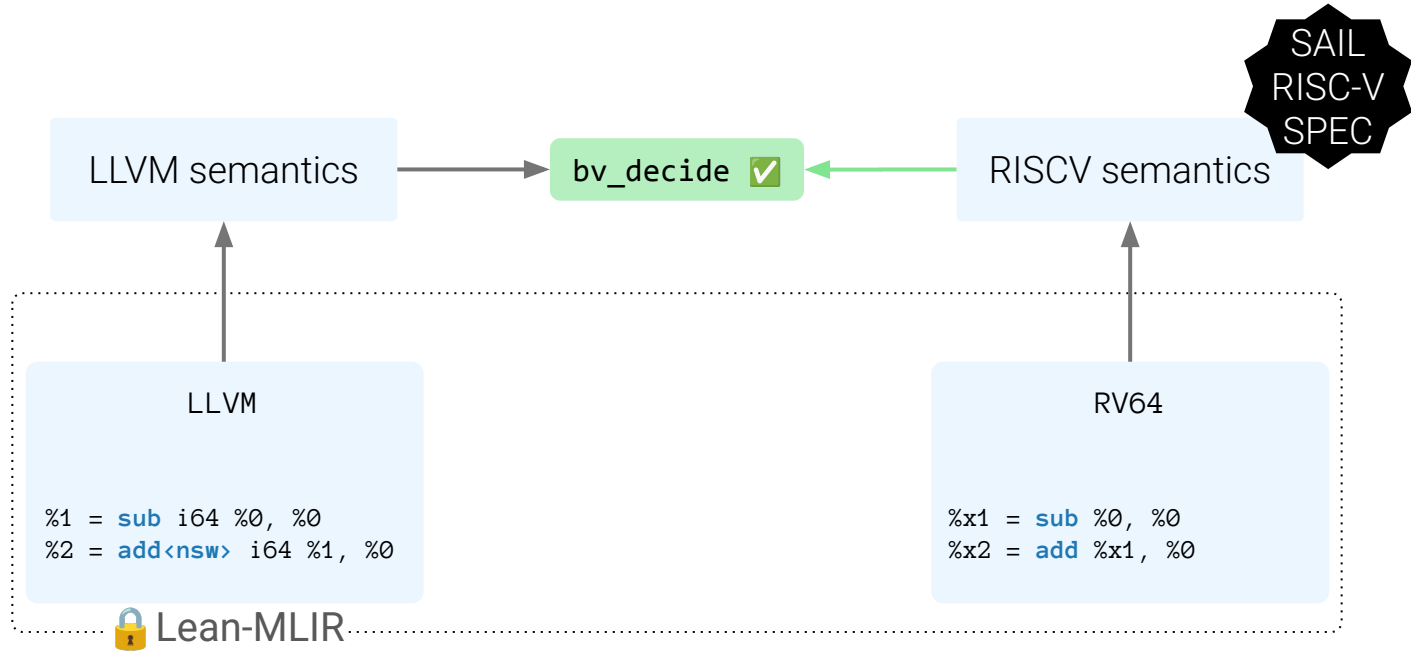 SAIL
RISC-V
SPEC
LLVM semantics
bv_decide ✅
RISCV semantics
LLVM
%1 = sub i64 %0, %0
%2 = add<nsw> i64 %1, %0
RV64
%x1 = sub %0, %0
%x2 = add %x1, %0
🔒Lean-MLIR